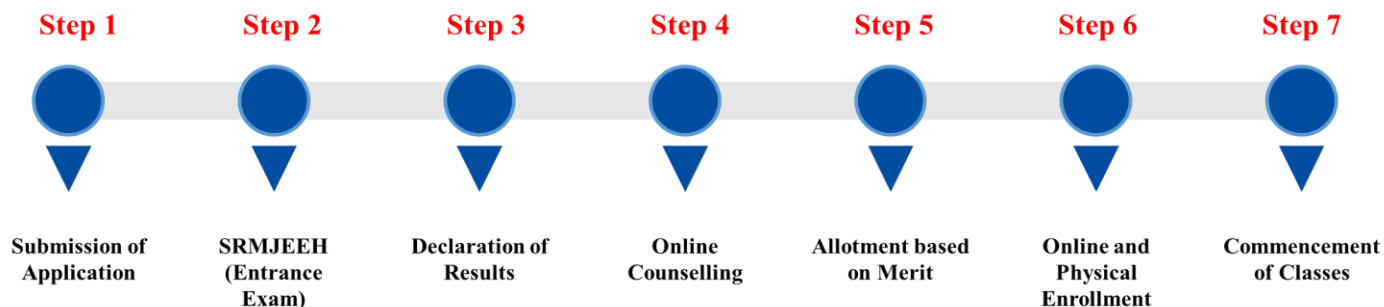 Step 1
Step 2
Step 3
Step 4
Step 5
Step 6
Step 7
Submission of
Application
SRMJEEH
(Entrance
Exam)
Declaration of
Results
Online
Counselling
Allotment based
on Merit
Online and
Physical
Enrollment
Commencement
of Classes